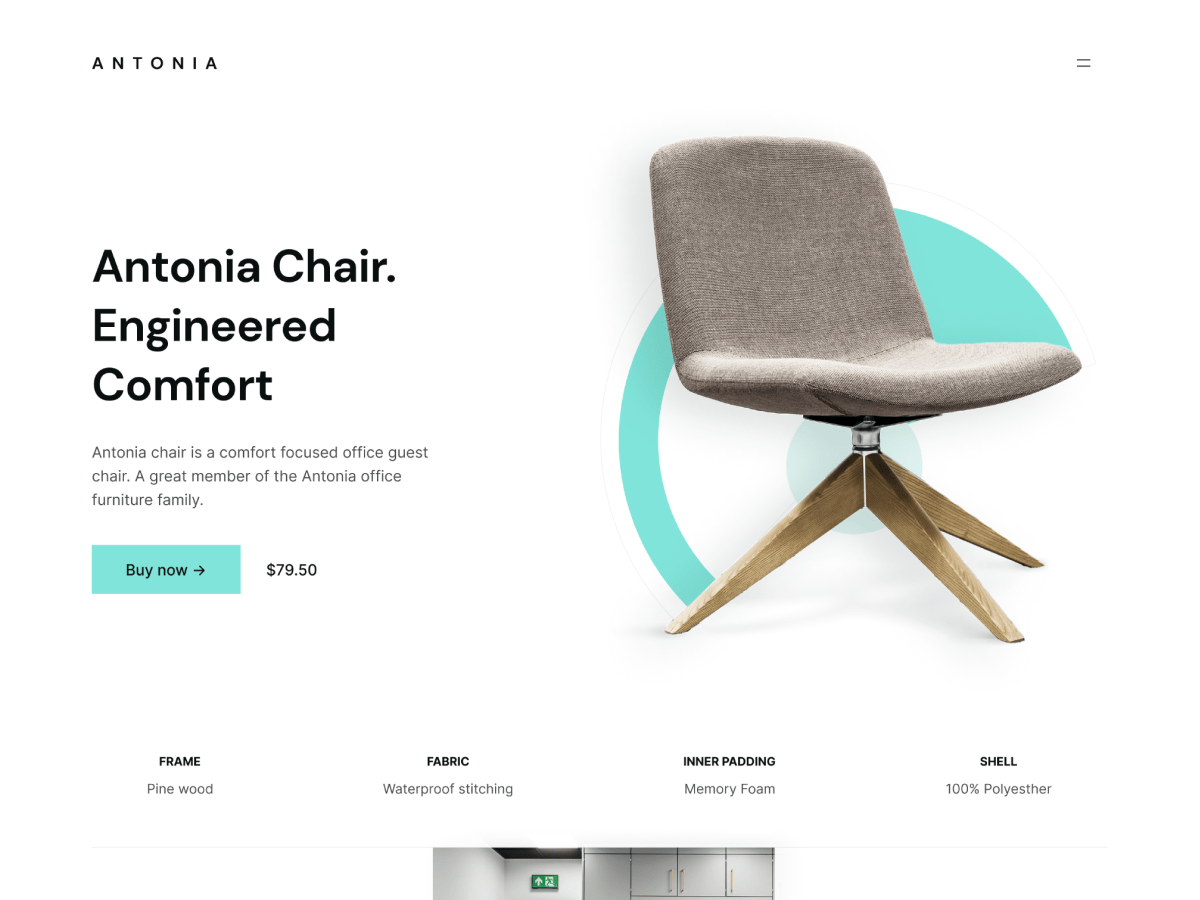 ANTONIA
Antonia Chair.
Engineered
Comfort
Antonia chair is a comfort focused office guest
chair. A great member of the Antonia office
furniture family.
Buy now → $79.50
FRAME FABRIC INNER PADDING SHELL
Pine wood Waterproof stitching Memory Foam 100% Polyesther